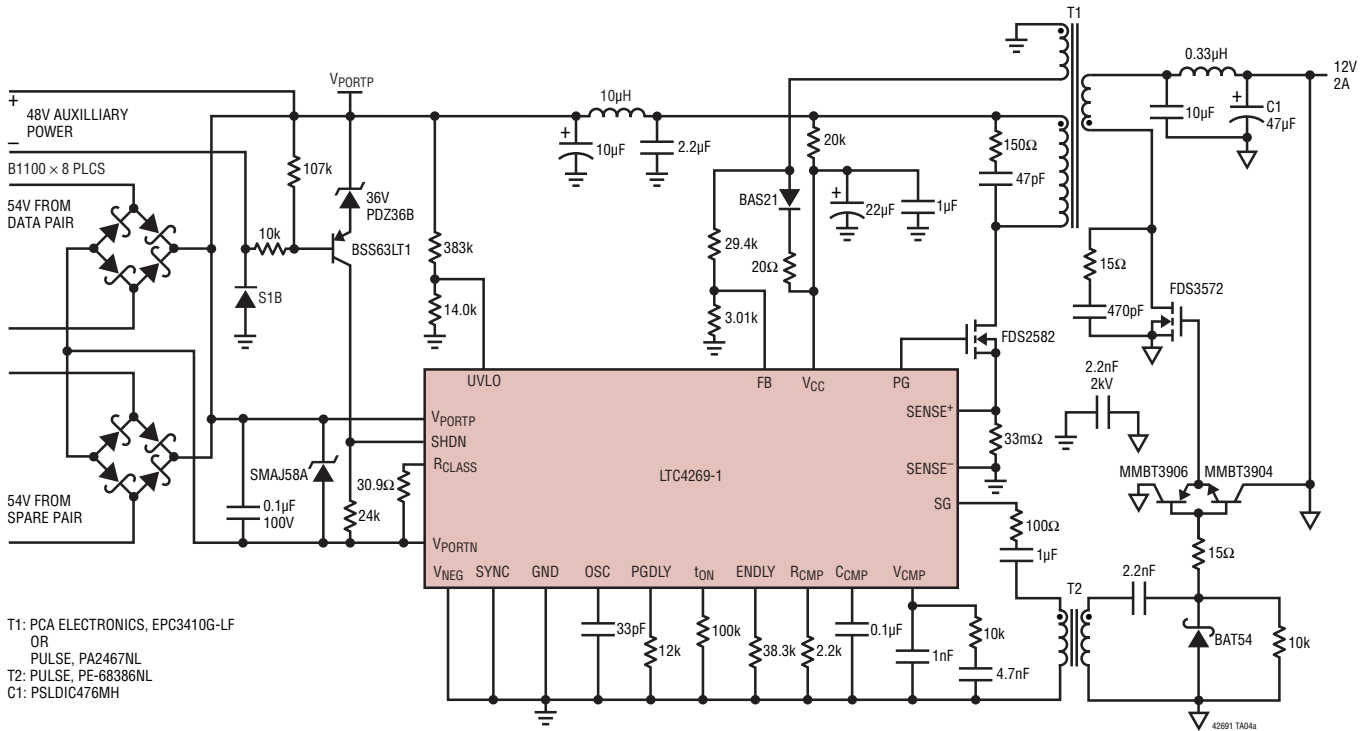 T1
0.33µH
12V
2A
+
48V AUXILLIARY
POWER
–
VPORTP
10µH
10µF
C1
47µF
+
B1100 × 8 PLCS
54V FROM
DATA PAIR
107k
36V
PDZ36B
+
10µF
2.2µF
20k
150Ω
47pF
BAS21
+
22µF
1µF
10k
BSS63LT1
383k
29.4k
20Ω
15Ω
FDS3572
S1B
14.0k
3.01k
470pF
FDS2582
UVLO
FB
VCC
PG
2.2nF
2kV
VPORTP
SENSE+
SHDN
33mΩ
RCLASS
SMAJ58A
30.9Ω
LTC4269-1
SENSE–
MMBT3906
MMBT3904
54V FROM
SPARE PAIR
0.1µF
100V
24k
SG
100Ω
1µF
15Ω
VPORTN
VNEG
SYNC
GND
OSC
PGDLY
tON
ENDLY
RCMP
CCMP
VCMP
T2
2.2nF
33pF
12k
100k
38.3k
2.2k
0.1µF
1nF
10k
4.7nF
BAT54
10k
T1: PCA ELECTRONICS, EPC3410G-LF
OR
PULSE, PA2467NL
T2: PULSE, PE-68386NL
C1: PSLDIC476MH
42691 TA04a